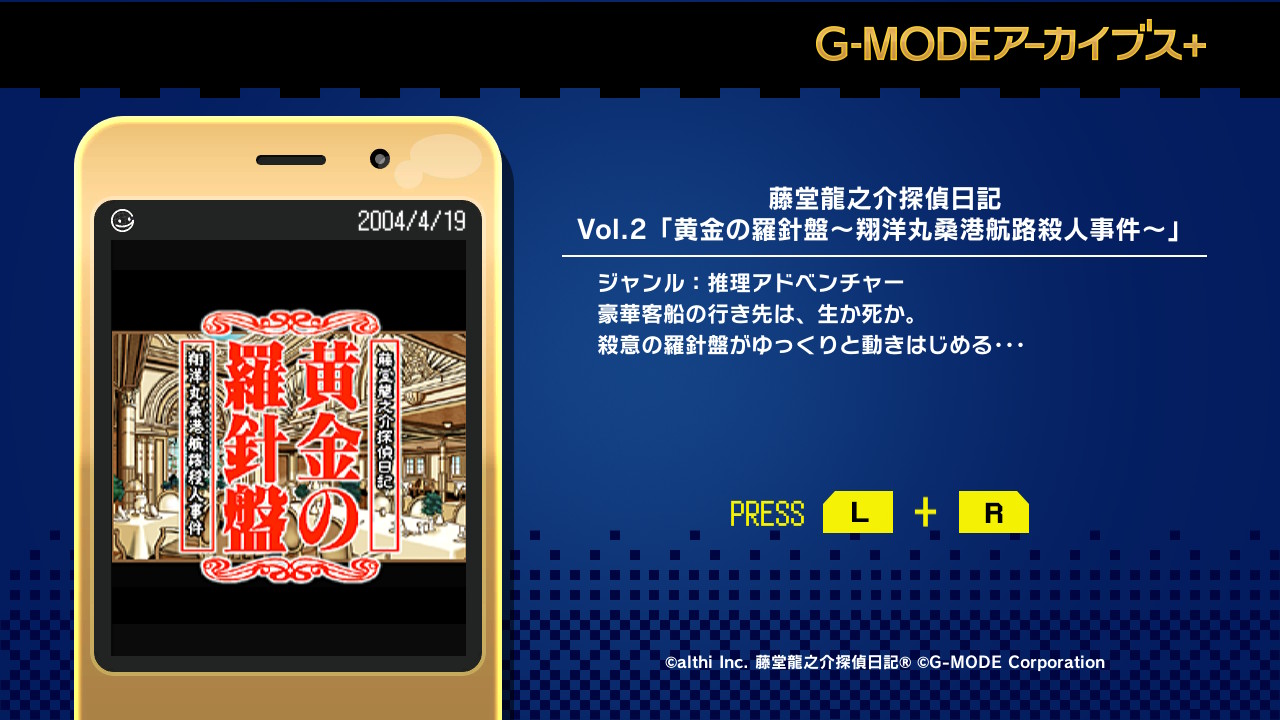 G-MODEアーカイブス+
2004/4/19
藤堂龍之介探偵日記
黄金の
羅針盤
翔洋丸桑港航路殺人事件
藤堂龍之介探偵日記
Vol.2「黄金の羅針盤～翔洋丸桑港航路殺人事件～」
ジャンル：推理アドベンチャー
豪華客船の行き先は、生か死か。
殺意の羅針盤がゆっくりと動きはじめる･･･
PRESS L + R
©althi Inc. 藤堂龍之介探偵日記® ©G-MODE Corporation